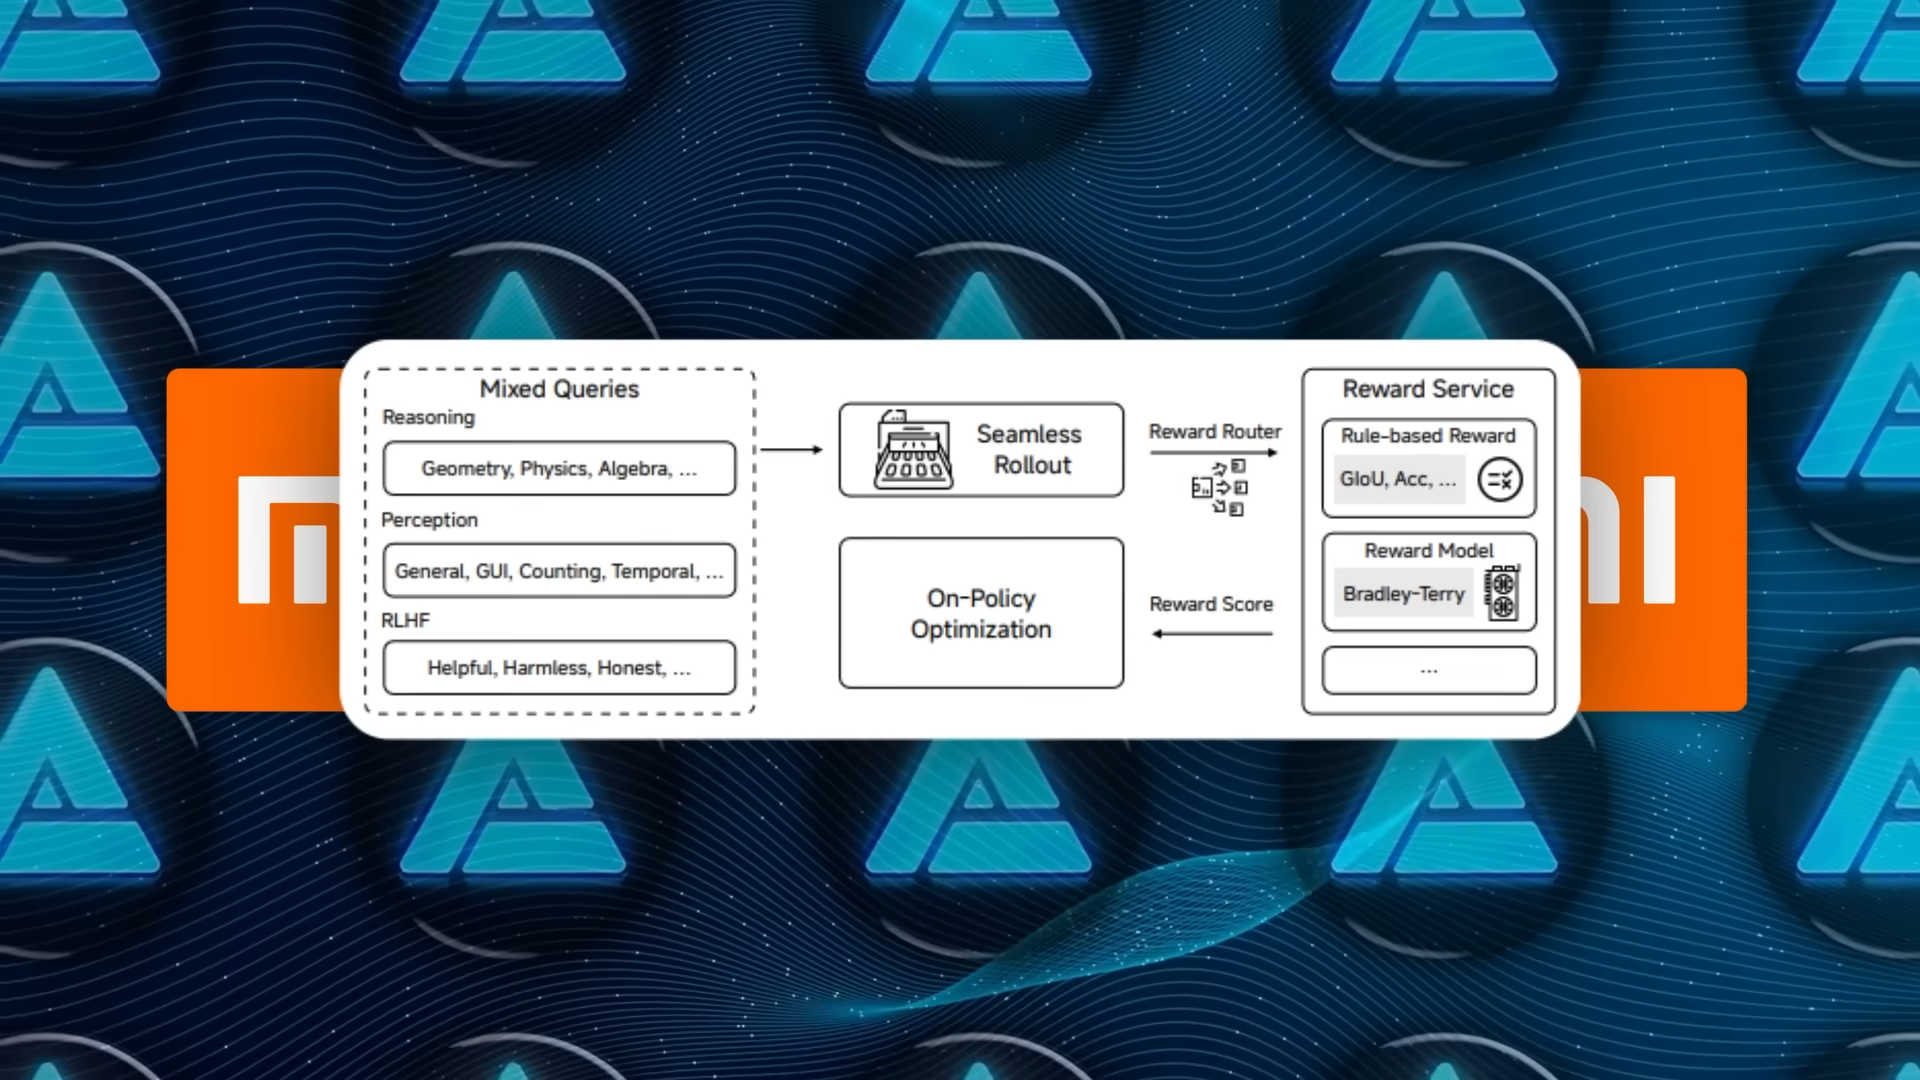 Mixed Queries
Reasoning
Geometry, Physics, Algebra, ...
Perception
General, GUI, Counting, Temporal, ...
RLHF
Helpful, Harmless, Honest, ...
Seamless
Rollout
On-Policy
Optimization
Reward Router
Reward Score
Reward Service
Rule-based Reward
GIoU, Acc, ...
Reward Model
Bradley-Terry
...